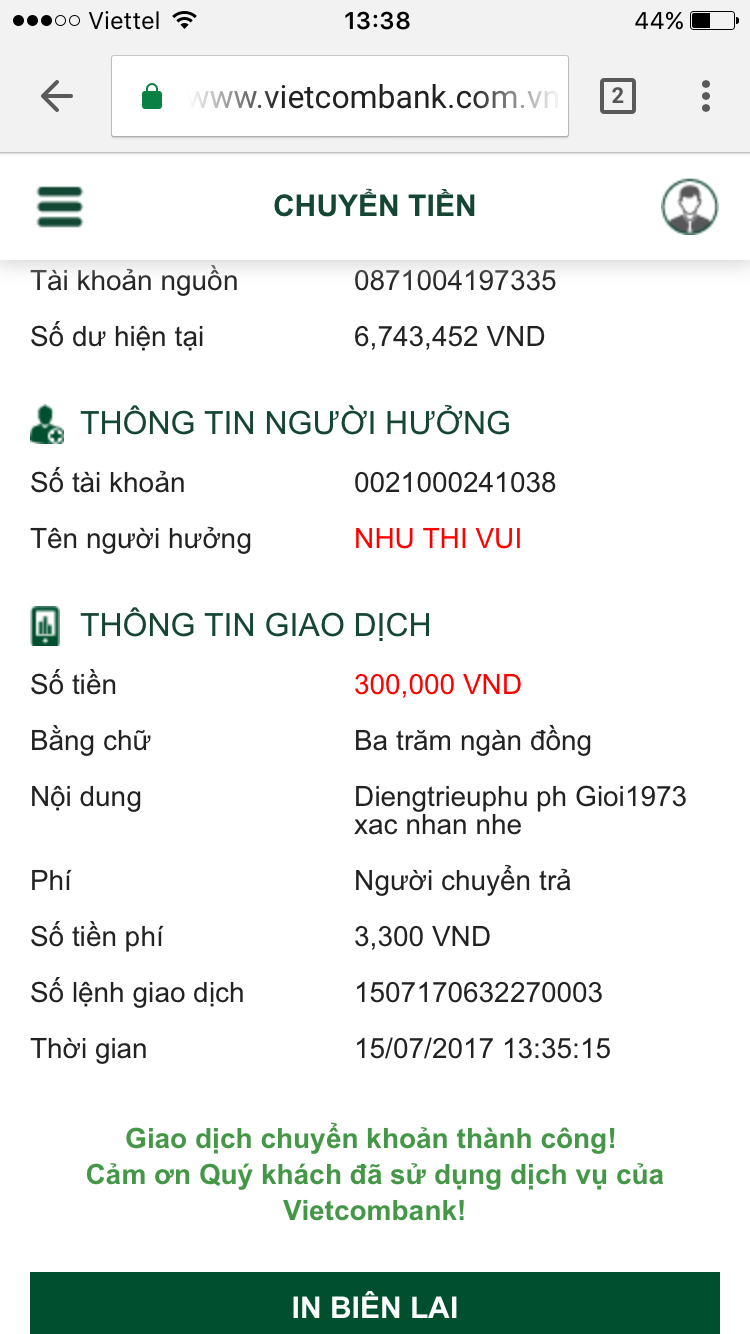 Viettel 13:38 44%
www.vietcombank.com.vn 2
CHUYỂN TIỀN
Tài khoản nguồn 0871004197335
Số dư hiện tại 6,743,452 VND
THÔNG TIN NGƯỜI HƯỞNG
Số tài khoản 0021000241038
Tên người hưởng NHU THI VUI
THÔNG TIN GIAO DỊCH
Số tiền 300,000 VND
Bằng chữ Ba trăm ngàn đồng
Nội dung Diengtrieuphu ph Gioi1973
xac nhan nhe
Phí Người chuyển trả
Số tiền phí 3,300 VND
Số lệnh giao dịch 1507170632270003
Thời gian 15/07/2017 13:35:15
Giao dịch chuyển khoản thành công!
Cảm ơn Quý khách đã sử dụng dịch vụ của
Vietcombank!
IN BIÊN LAI